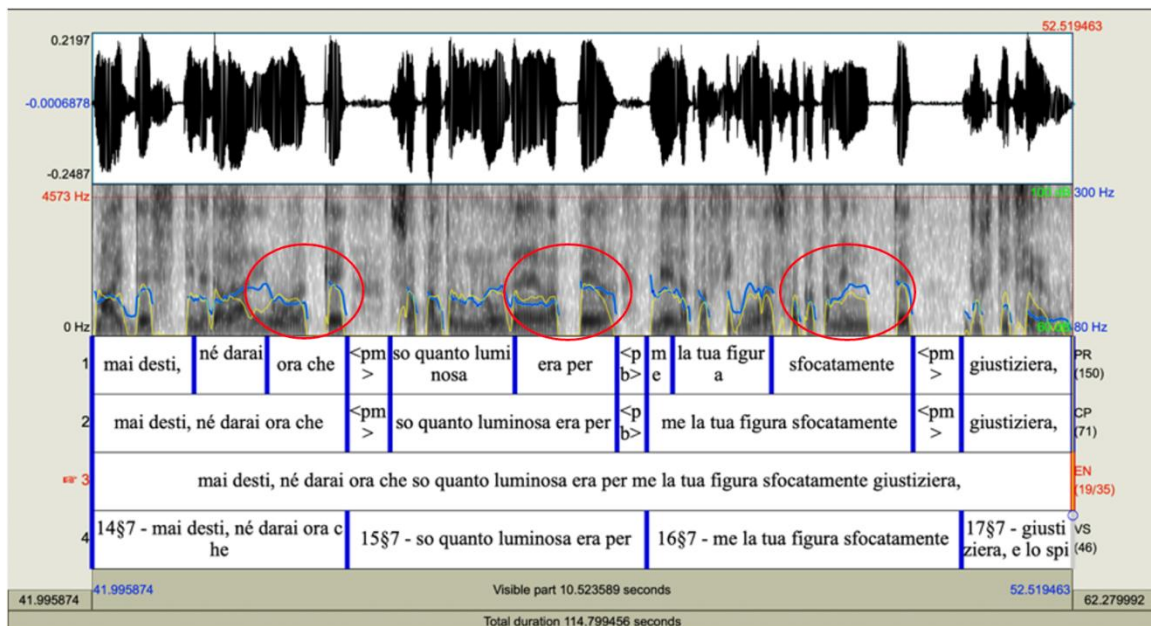 52.519463
0.2197
-0.0006878
-0.2487
4573 Hz
300 Hz
0 Hz
80 Hz
1
mai desti,
né darai
ora che
<pm
>
so quanto lumi
nosa
era per
<p
b>
m
e
la tua figur
a
sfocatamente
<pm
>
giustiziera,
PR
(150)
2
mai desti, né darai ora che
<pm
>
so quanto luminosa era per
<p
b>
me la tua figura sfocatamente
<pm
>
giustiziera,
CP
(71)
☞ 3
mai desti, né darai ora che so quanto luminosa era per me la tua figura sfocatamente giustiziera,
EN
(19/35)
4
14§7 - mai desti, né darai ora c
he
15§7 - so quanto luminosa era per
16§7 - me la tua figura sfocatamente
17§7 - giusti
ziera, e lo spi
VS
(46)
41.995874
Visible part 10.523589 seconds
52.519463
41.995874
62.279992
Total duration 114.799456 seconds